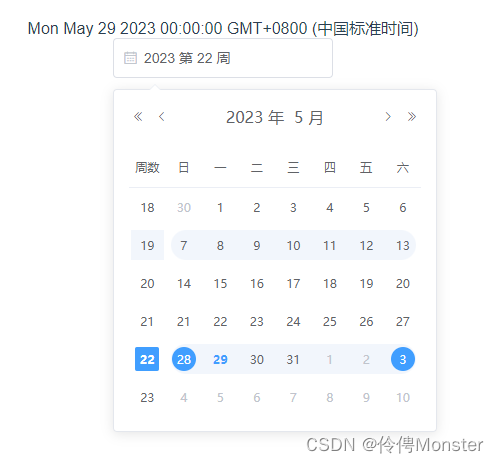 Mon May 29 2023 00:00:00 GMT+0800 (中国标准时间)
2023 第 22 周
2023 年 5 月
周数 日 一 二 三 四 五 六
18 30 1 2 3 4 5 6
19 7 8 9 10 11 12 13
20 14 15 16 17 18 19 20
21 21 22 23 24 25 26 27
22 28 29 30 31 1 2 3
23 4 5 6 7 8 9 10
CSDN @伶俜Monster